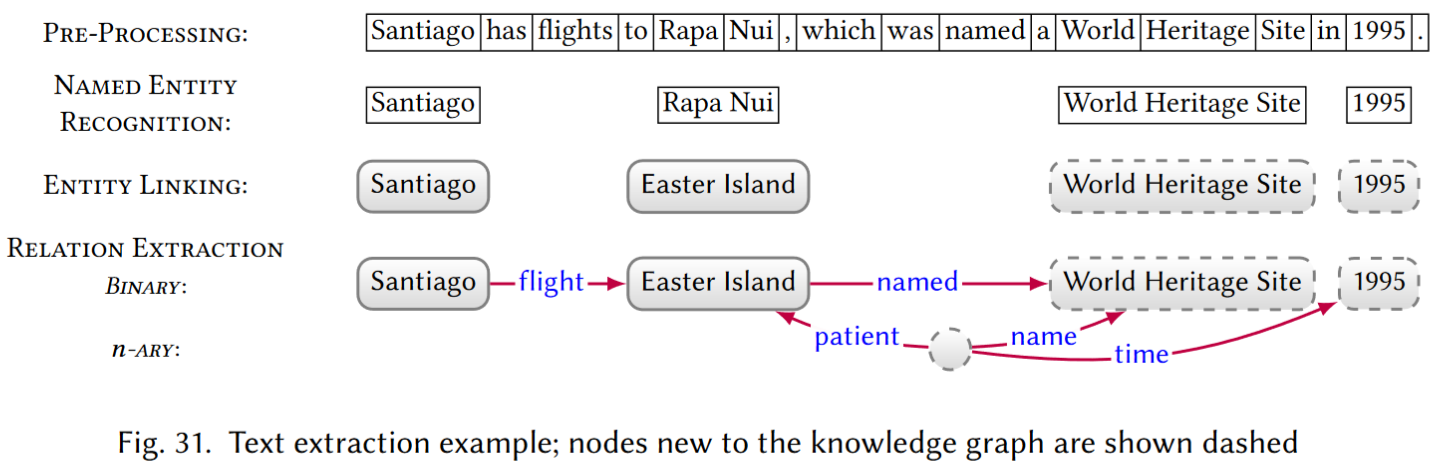 PRE-PROCESSING: Santiago has flights to Rapa Nui , which was named a World Heritage Site in 1995 .
NAMED ENTITY
RECOGNITION: Santiago Rapa Nui World Heritage Site 1995
ENTITY LINKING: Santiago Easter Island World Heritage Site 1995
RELATION EXTRACTION
BINARY: Santiago flight Easter Island named World Heritage Site 1995
n-ARY: patient name time
Fig. 31. Text extraction example; nodes new to the knowledge graph are shown dashed